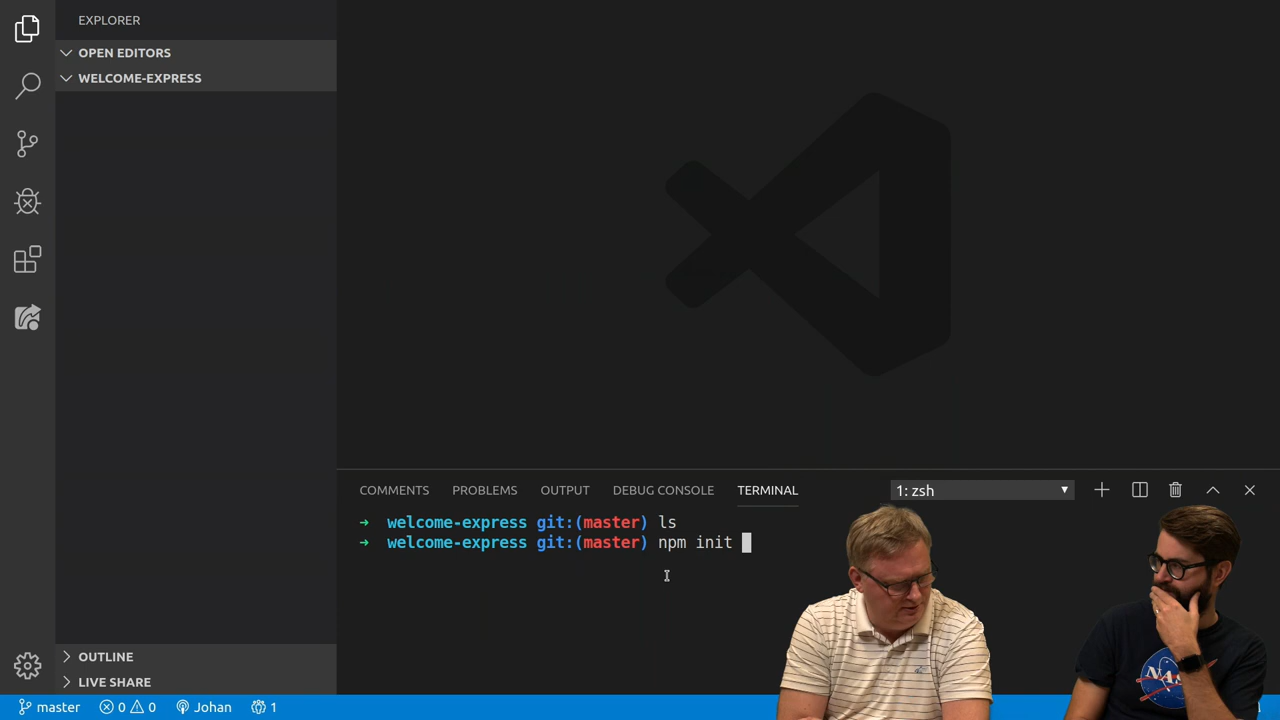 EXPLORER
OPEN EDITORS
WELCOME-EXPRESS
COMMENTS PROBLEMS OUTPUT DEBUG CONSOLE TERMINAL 1: zsh
➜ welcome-express git:(master) ls
➜ welcome-express git:(master) npm init
OUTLINE
LIVE SHARE
master 0 0 Johan 1
NAS